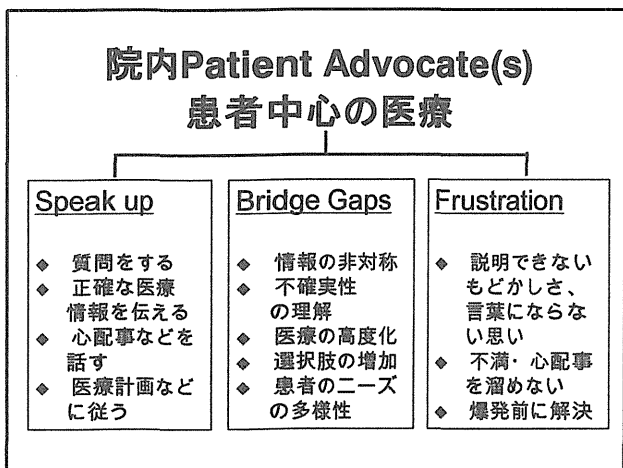 院内Patient Advocate(s)
患者中心の医療
Speak up
◆ 質問をする
◆ 正確な医療
情報を伝える
◆ 心配事などを
話す
◆ 医療計画など
に従う
Bridge Gaps
◆ 情報の非対称
◆ 不確実性
の理解
◆ 医療の高度化
◆ 選択肢の増加
◆ 患者のニーズ
の多様性
Frustration
◆ 説明できない
もどかしさ、
言葉にならな
い思い
◆ 不満・心配事
を溜めない
◆ 爆発前に解決